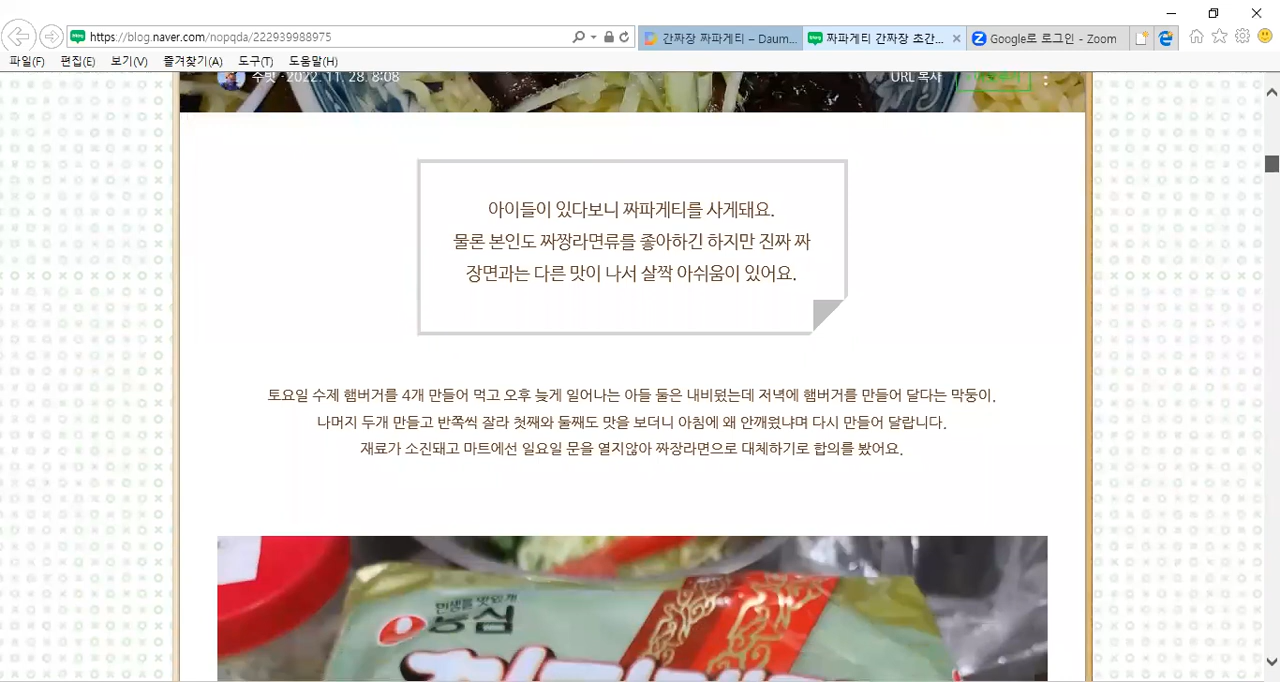 https://blog.naver.com/nopqda/222939988975
간짜장 짜파게티 – Daum...
짜파게티 간짜장 초간...
Google로 로그인 - Zoom
파일(F) 편집(E) 보기(V) 즐겨찾기(A) 도구(T) 도움말(H)
수밧 · 2022. 11. 28. 8:08
URL 복사
아이들이 있다보니 짜파게티를 사게돼요.
물론 본인도 짜짱라면류를 좋아하긴 하지만 진짜 짜
장면과는 다른 맛이 나서 살짝 아쉬움이 있어요.
토요일 수제 햄버거를 4개 만들어 먹고 오후 늦게 일어나는 아들 둘은 내비뒀는데 저녁에 햄버거를 만들어 달다는 막둥이.
나머지 두개 만들고 반쪽씩 잘라 첫째와 둘째도 맛을 보더니 아침에 왜 안깨웠냐며 다시 만들어 달랍니다.
재료가 소진돼고 마트에선 일요일 문을 열지않아 짜장라면으로 대체하기로 합의를 봤어요.
농심